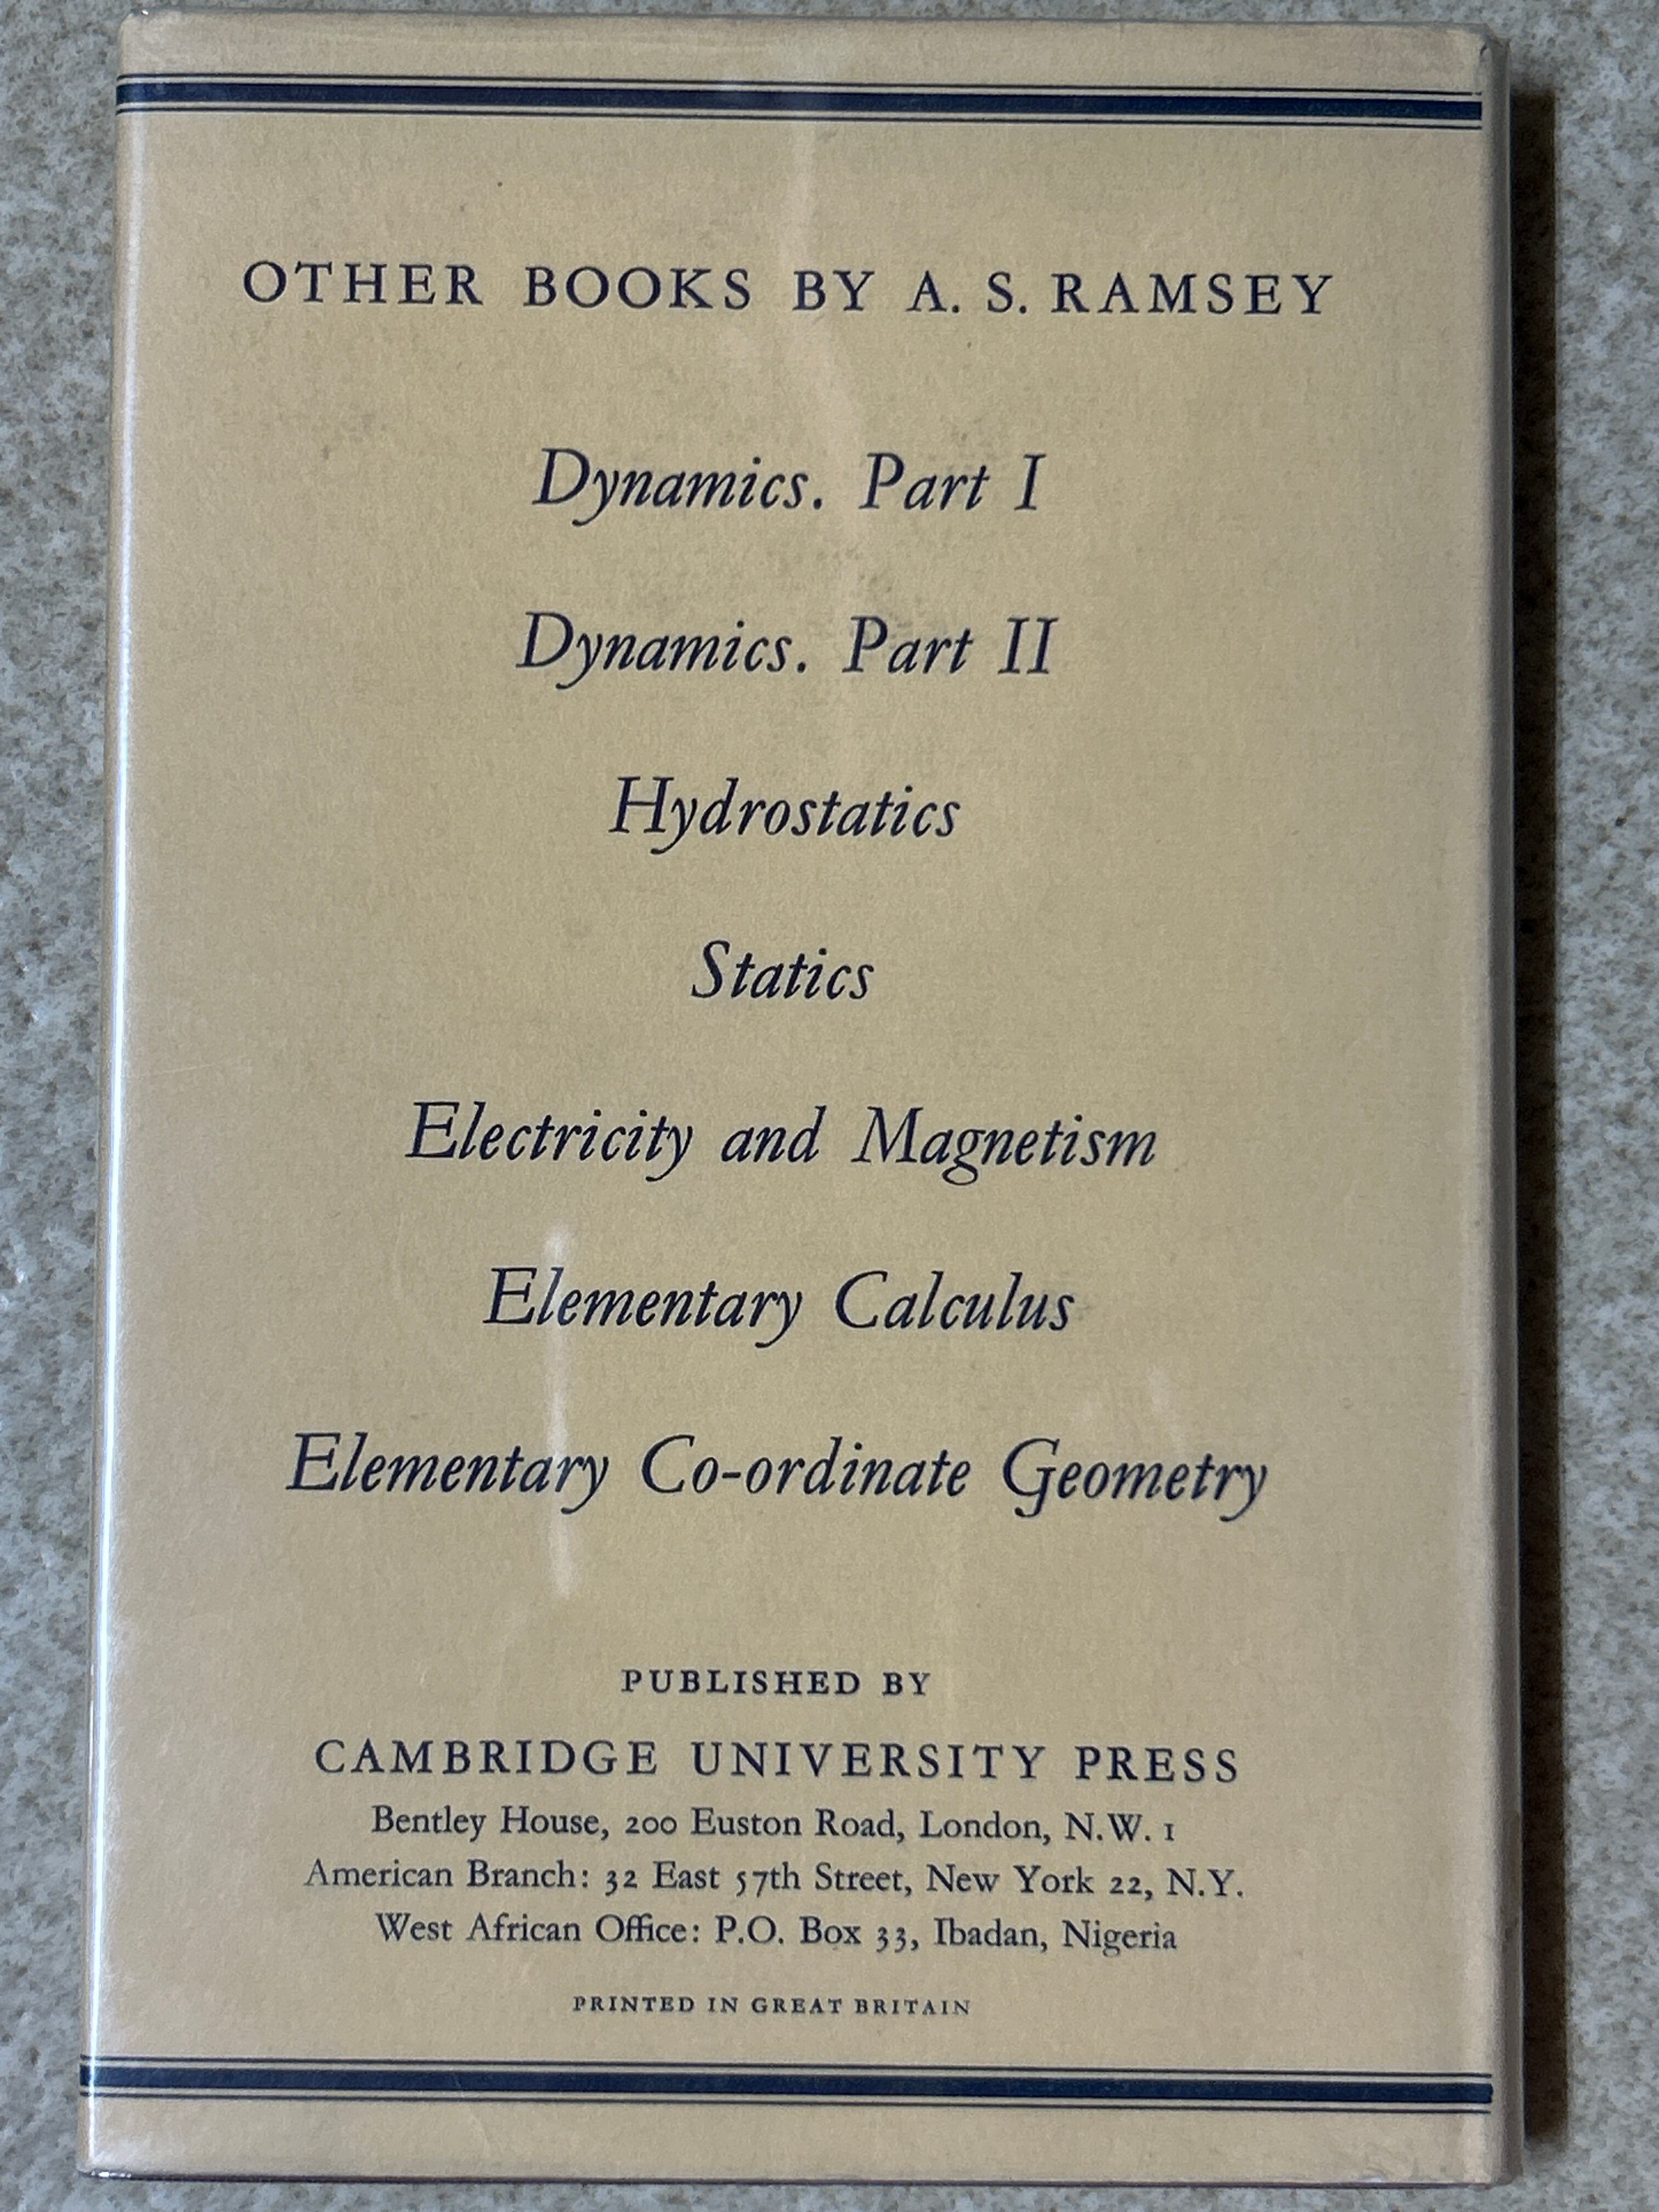 OTHER BOOKS BY A. S. RAMSEY
Dynamics. Part I
Dynamics. Part II
Hydrostatics
Statics
Electricity and Magnetism
Elementary Calculus
Elementary Co-ordinate Geometry
PUBLISHED BY
CAMBRIDGE UNIVERSITY PRESS
Bentley House, 200 Euston Road, London, N.W. 1
American Branch: 32 East 57th Street, New York 22, N.Y.
West African Office: P.O. Box 33, Ibadan, Nigeria
PRINTED IN GREAT BRITAIN